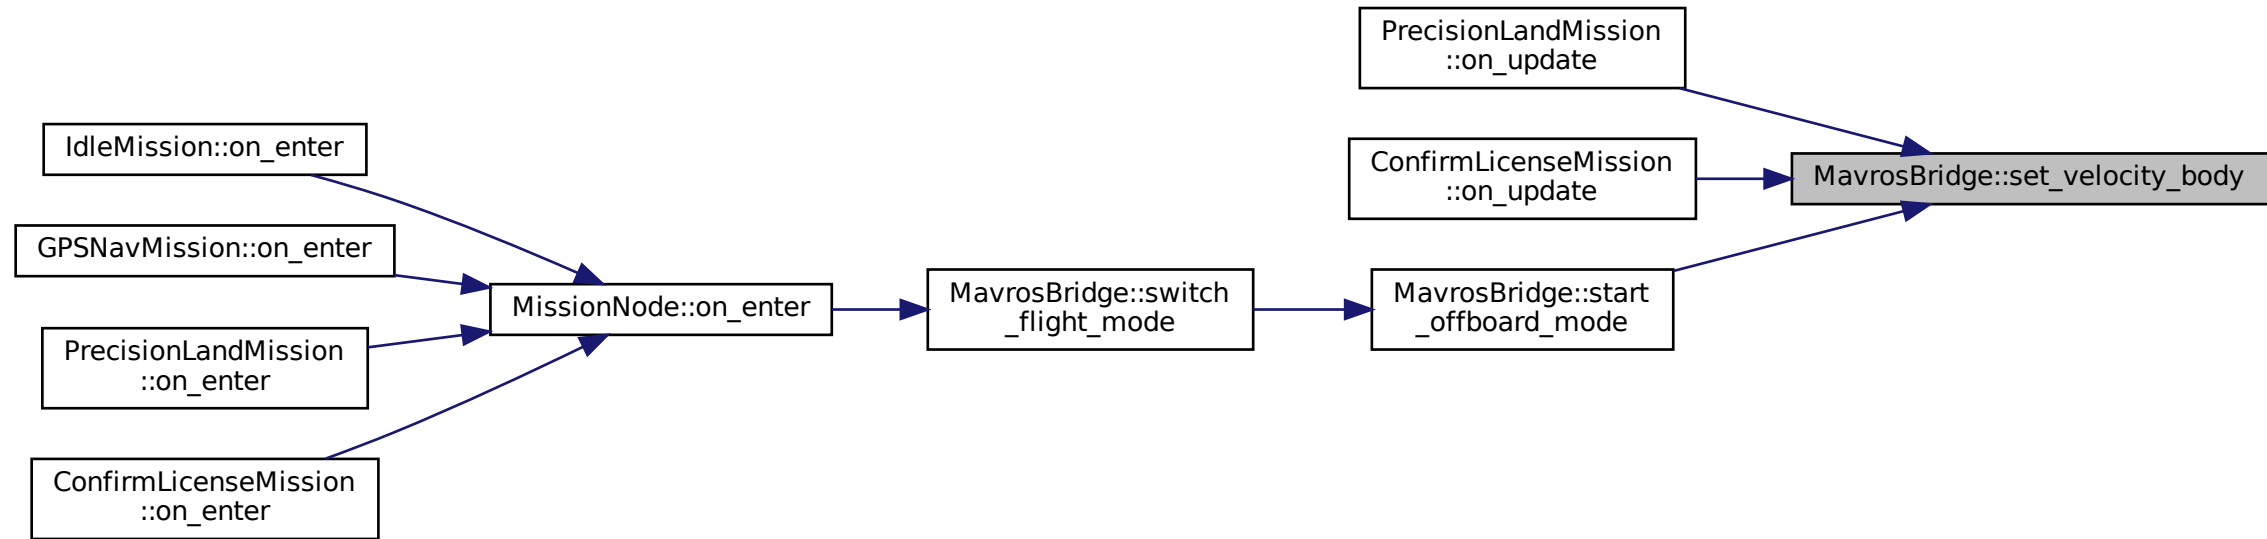 IdleMission::on_enter
GPSNavMission::on_enter
PrecisionLandMission
::on_enter
ConfirmLicenseMission
::on_enter
MissionNode::on_enter
MavrosBridge::switch
_flight_mode
PrecisionLandMission
::on_update
ConfirmLicenseMission
::on_update
MavrosBridge::start
_offboard_mode
MavrosBridge::set_velocity_body